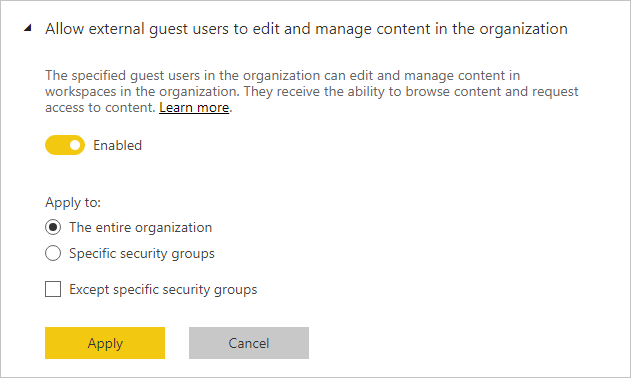 Allow external guest users to edit and manage content in the organization
The specified guest users in the organization can edit and manage content in
workspaces in the organization. They receive the ability to browse content and request
access to content. Learn more.
Enabled
Apply to:
The entire organization
Specific security groups
Except specific security groups
Apply
Cancel